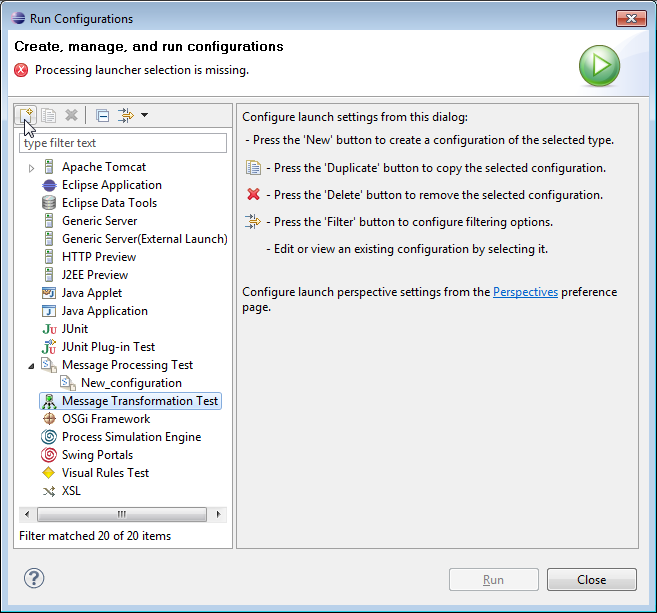 Run Configurations
Create, manage, and run configurations
Processing launcher selection is missing.
type filter text
Apache Tomcat
Eclipse Application
Eclipse Data Tools
Generic Server
Generic Server(External Launch)
HTTP Preview
J2EE Preview
Java Applet
Java Application
JUnit
JUnit Plug-in Test
Message Processing Test
New_configuration
Message Transformation Test
OSGi Framework
Process Simulation Engine
Swing Portals
Visual Rules Test
XSL
Filter matched 20 of 20 items
Configure launch settings from this dialog:
- Press the 'New' button to create a configuration of the selected type.
- Press the 'Duplicate' button to copy the selected configuration.
- Press the 'Delete' button to remove the selected configuration.
- Press the 'Filter' button to configure filtering options.
- Edit or view an existing configuration by selecting it.
Configure launch perspective settings from the Perspectives preference
page.
Run
Close